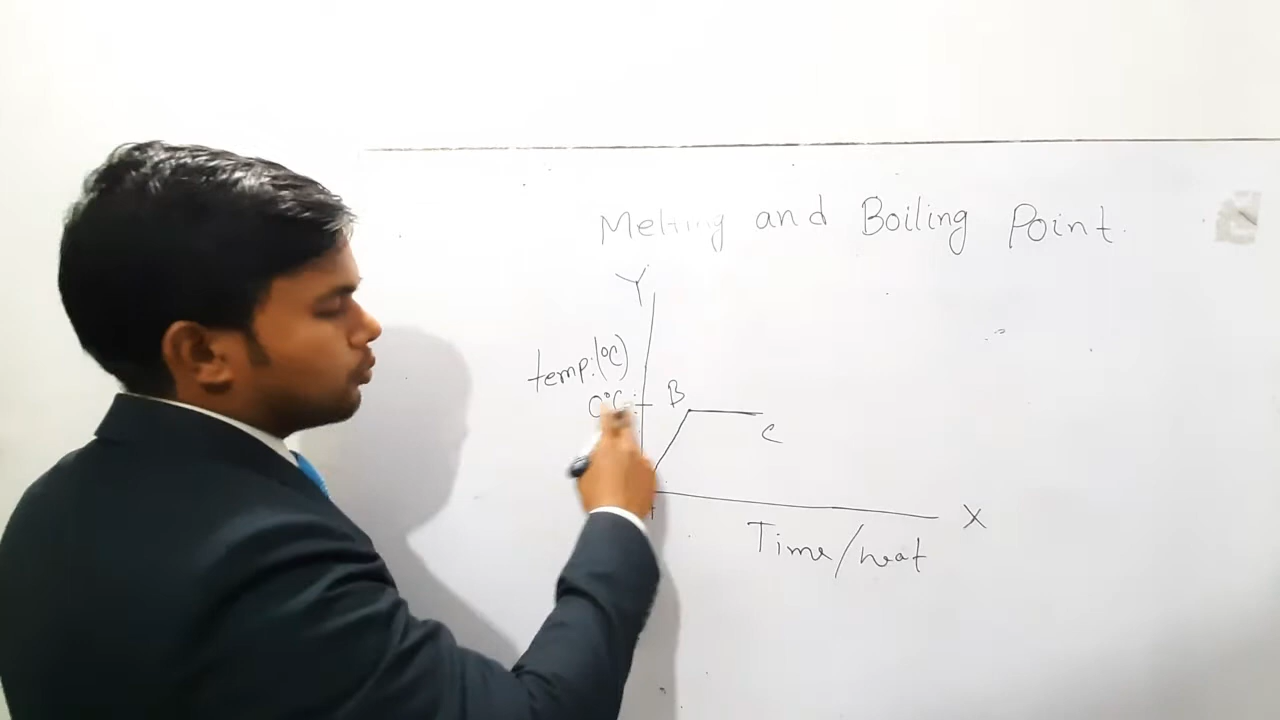 Melting and Boiling Point.
Y
temp:(°C)
0°C
B
C
X
Time/heat